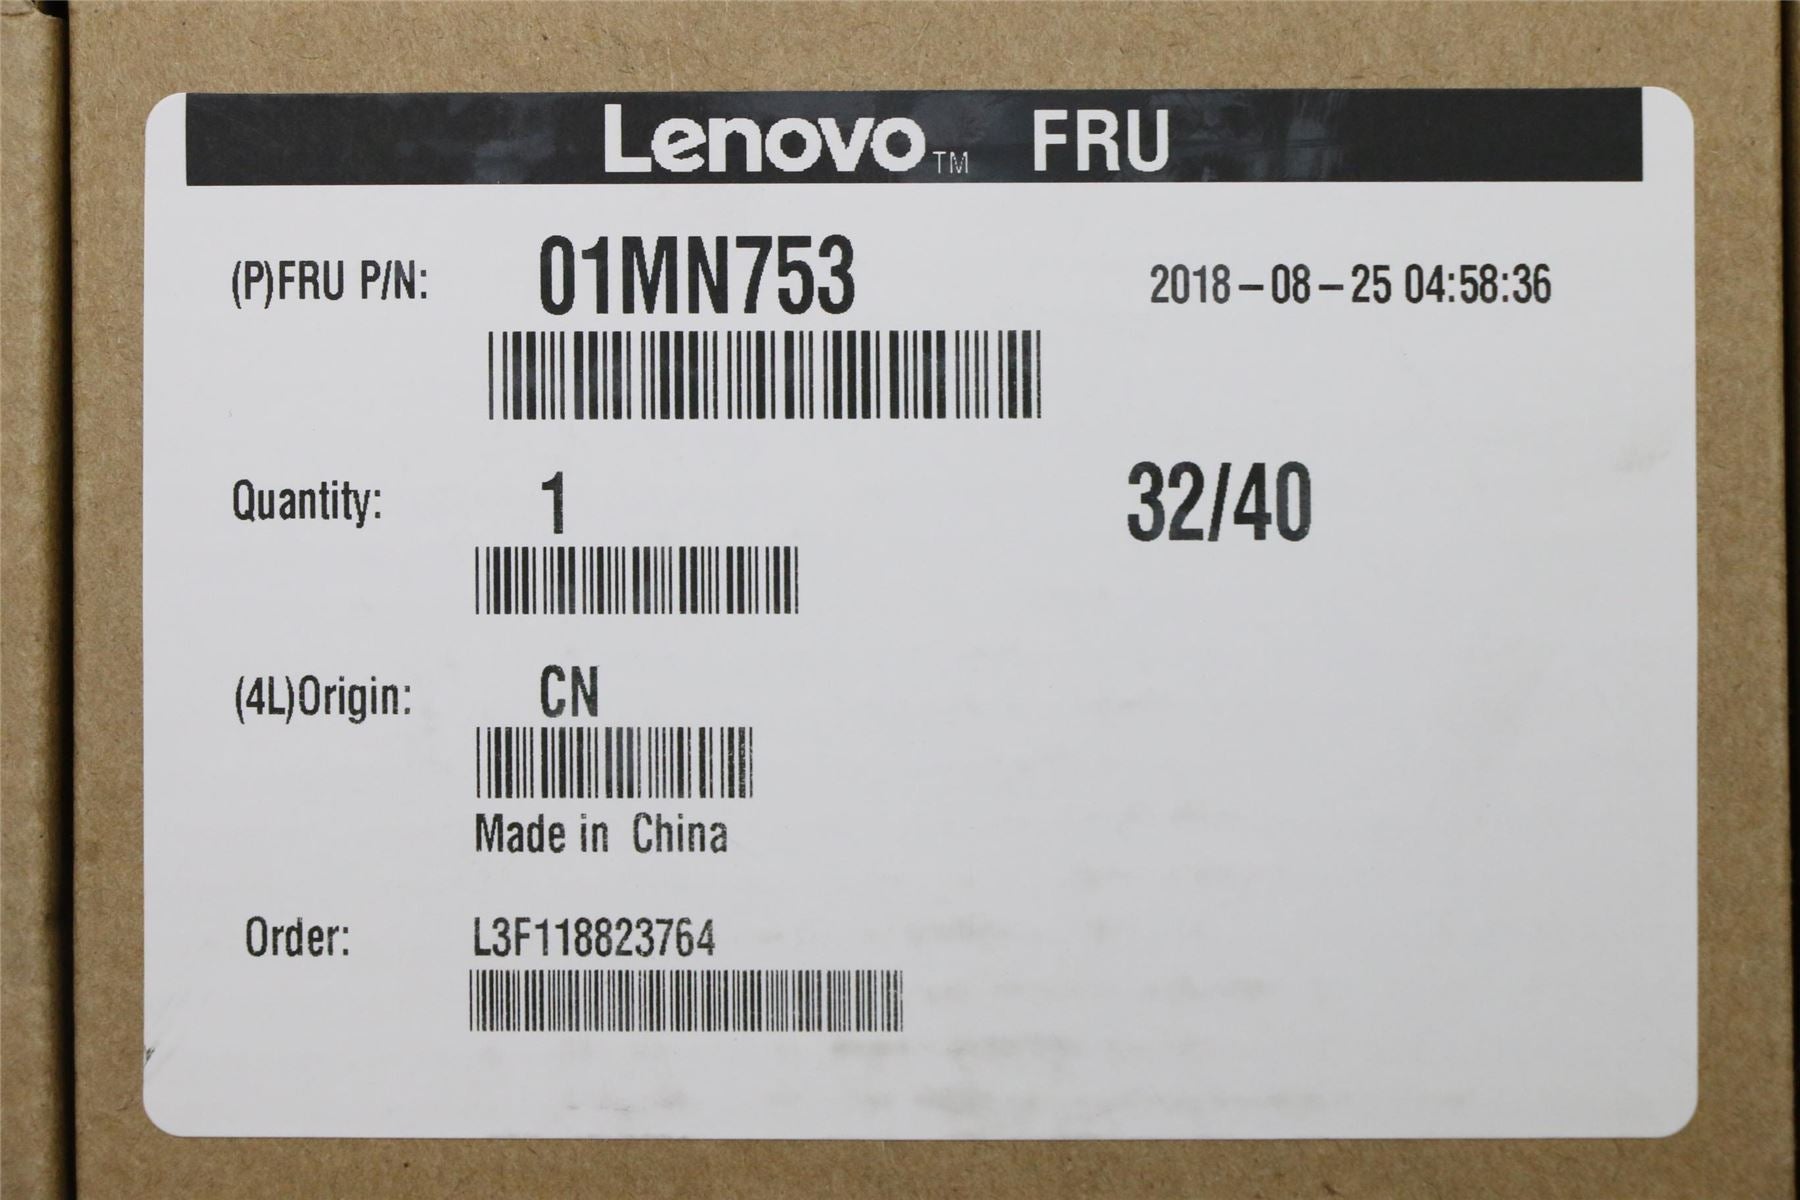 Lenovo™ FRU
(P)FRU P/N: 01MN753 2018-08-25 04:58:36
Quantity: 1 32/40
(4L)Origin: CN
Made in China
Order: L3F118823764